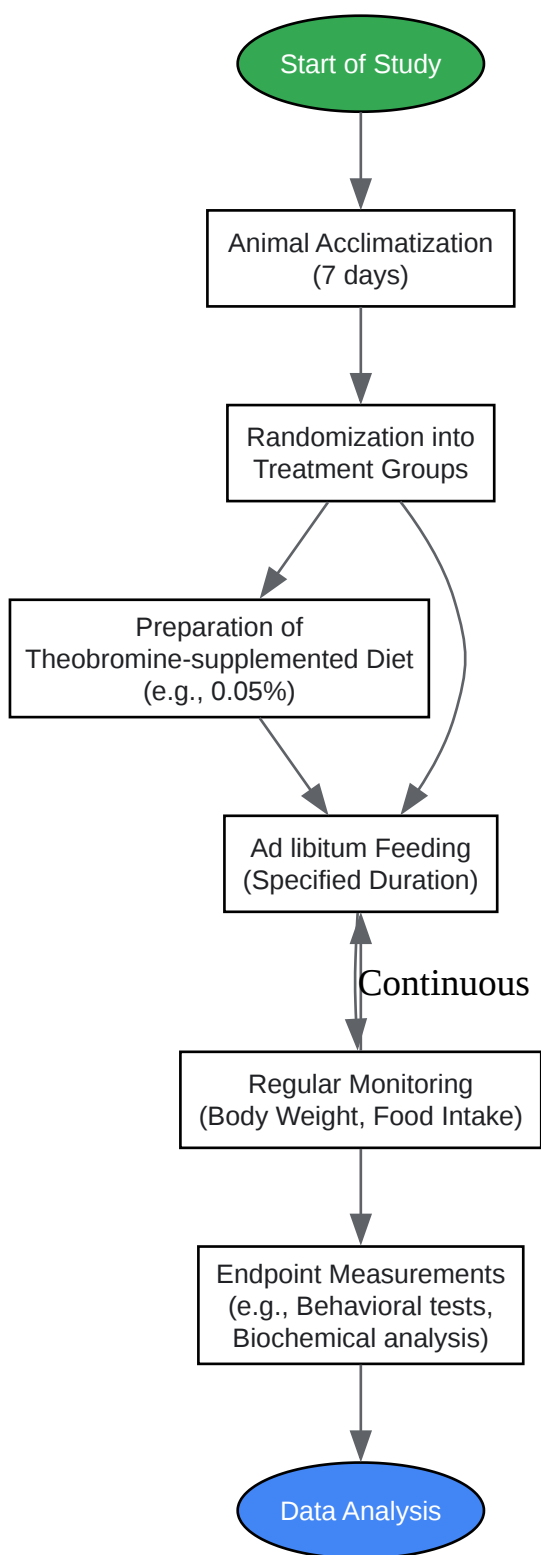 Start of Study
Animal Acclimatization
(7 days)
Randomization into
Treatment Groups
Preparation of
Theobromine-supplemented Diet
(e.g., 0.05%)
Ad libitum Feeding
(Specified Duration)
Continuous
Regular Monitoring
(Body Weight, Food Intake)
Endpoint Measurements
(e.g., Behavioral tests,
Biochemical analysis)
Data Analysis